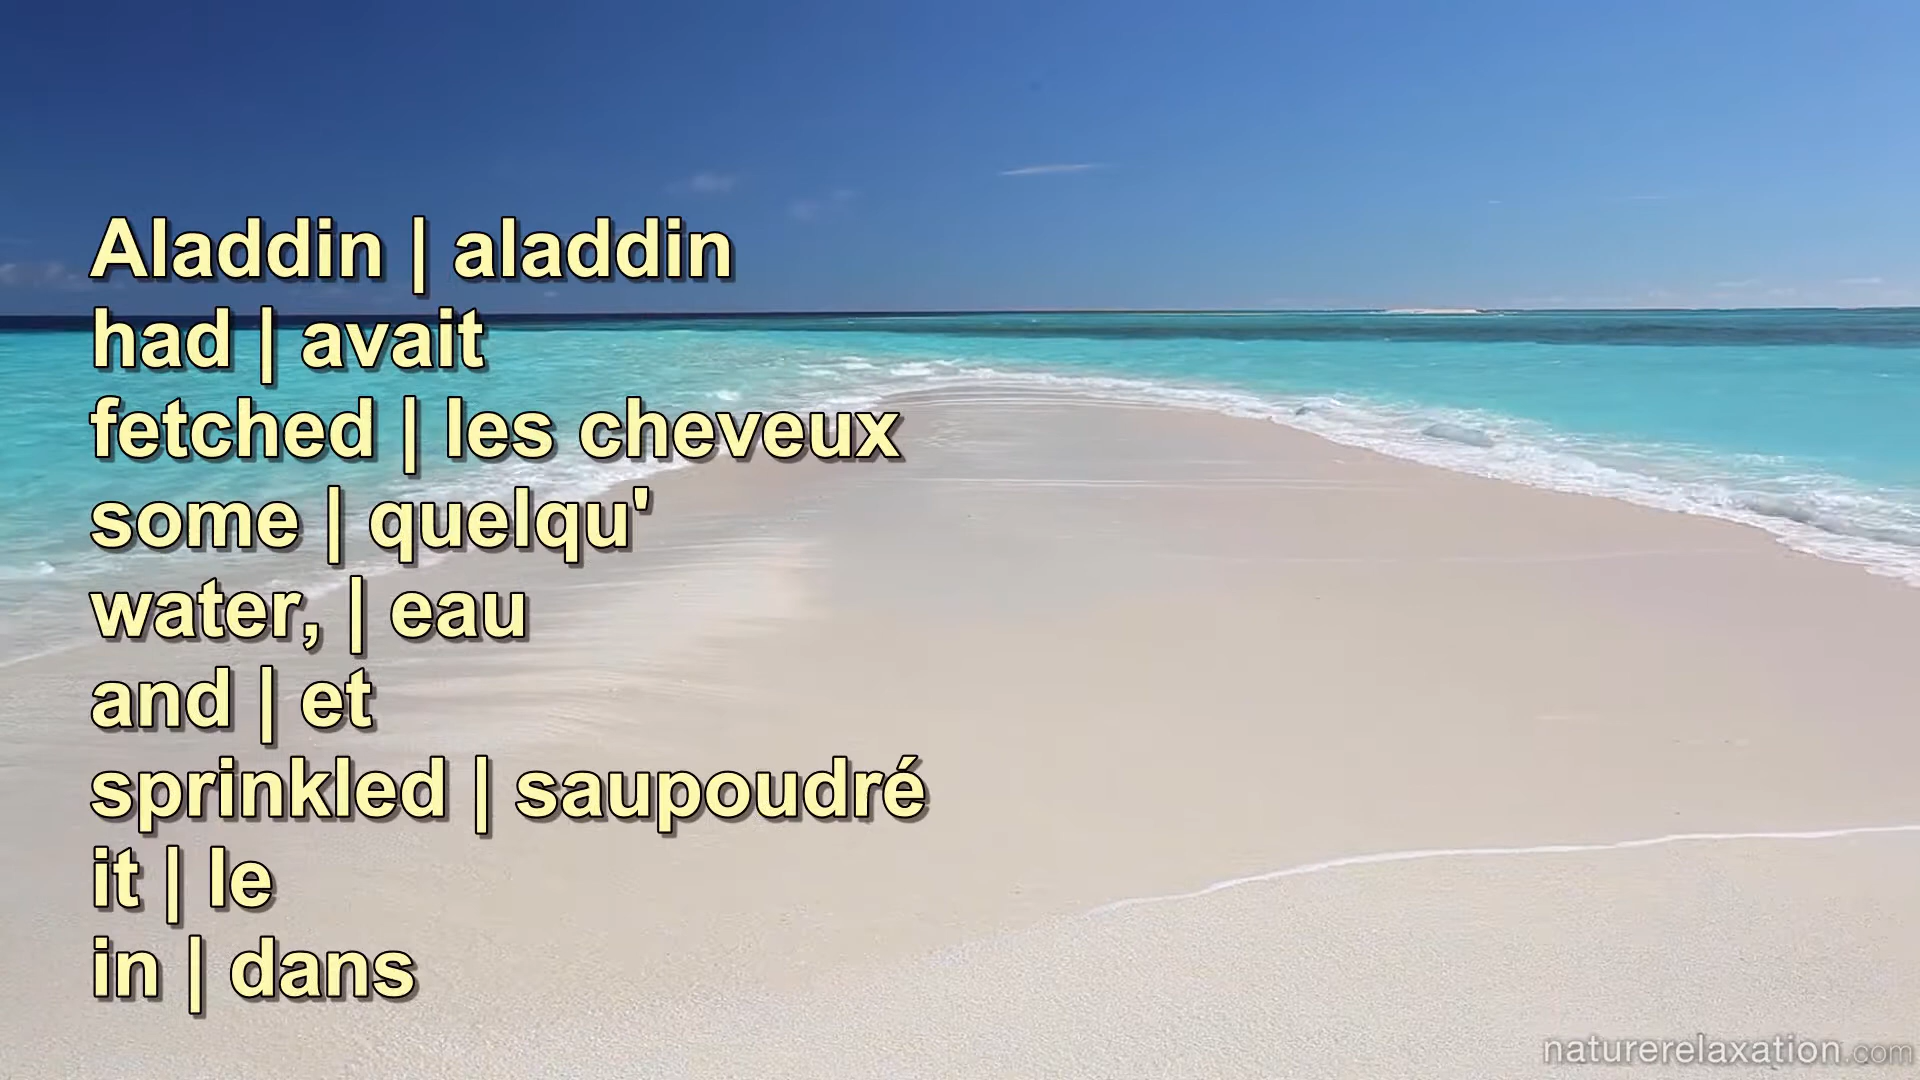 Aladdin | aladdin
had | avait
fetched | les cheveux
some | quelqu'
water, | eau
and | et
sprinkled | saupoudré
it | le
in | dans
naturerelaxation.com